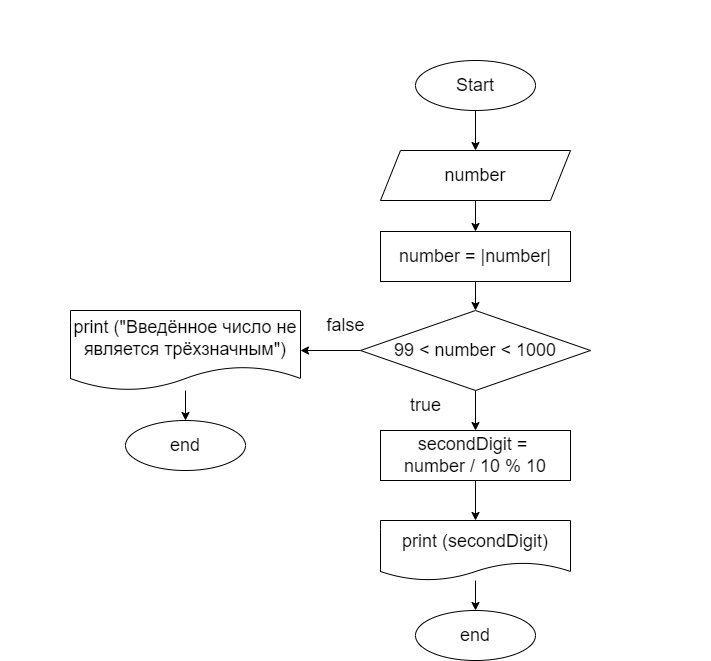 Start
number
number = |number|
false
print ("Введённое число не
является трёхзначным")
99 < number < 1000
true
end
secondDigit =
number / 10 % 10
print (secondDigit)
end